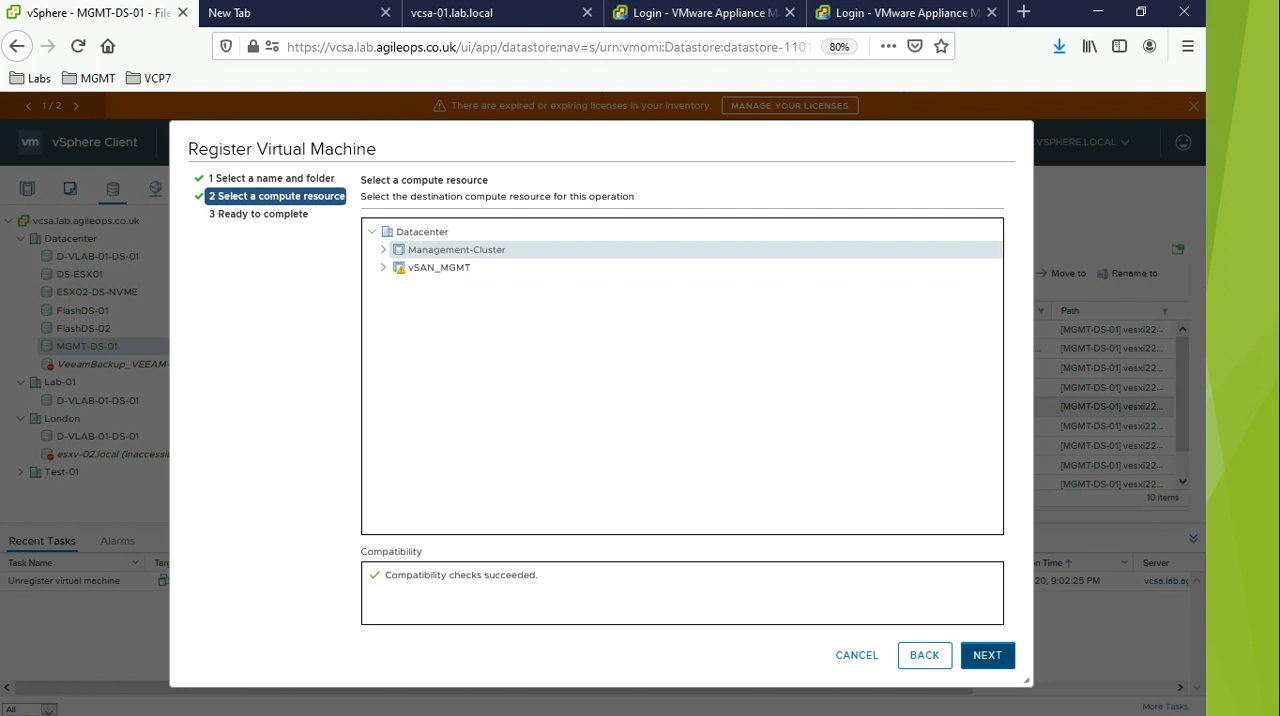 vSphere - MGMT-DS-01 - File
New Tab
vcsa-01.lab.local
Login - VMware Appliance M
Login - VMware Appliance M
https://vcsa.lab.agileops.co.uk/ui/app/datastore;nav=s/urn:vmomi:Datastore:datastore-1101
80%
Labs
MGMT
VCP7
1 / 2
There are expired or expiring licenses in your inventory.
MANAGE YOUR LICENSES
vm
vSphere Client
.VSPHERE.LOCAL
Register Virtual Machine
1 Select a name and folder
2 Select a compute resource
3 Ready to complete
Select a compute resource
Select the destination compute resource for this operation
Datacenter
Management-Cluster
vSAN_MGMT
Compatibility
Compatibility checks succeeded.
CANCEL
BACK
NEXT
vcsa.lab.agileops.co.uk
Datacenter
D-VLAB-01-DS-01
DS-ESX01
ESX02-DS-NVME
FlashDS-01
FlashDS-02
MGMT-DS-01
VeeamBackup_VEEAM-
Lab-01
D-VLAB-01-DS-01
London
D-VLAB-01-DS-01
esxv-02.local (inaccessi
Test-01
Move to
Rename to
Path
[MGMT-DS-01] vesxi22...
[MGMT-DS-01] vesxi22...
[MGMT-DS-01] vesxi22...
[MGMT-DS-01] vesxi22...
[MGMT-DS-01] vesxi22...
[MGMT-DS-01] vesxi22...
[MGMT-DS-01] vesxi22...
[MGMT-DS-01] vesxi22...
[MGMT-DS-01] vesxi22...
10 items
Recent Tasks
Alarms
Task Name
Targ
on Time
Server
Unregister virtual machine
20, 9:02:25 PM
vcsa.lab.ag
All
More Tasks